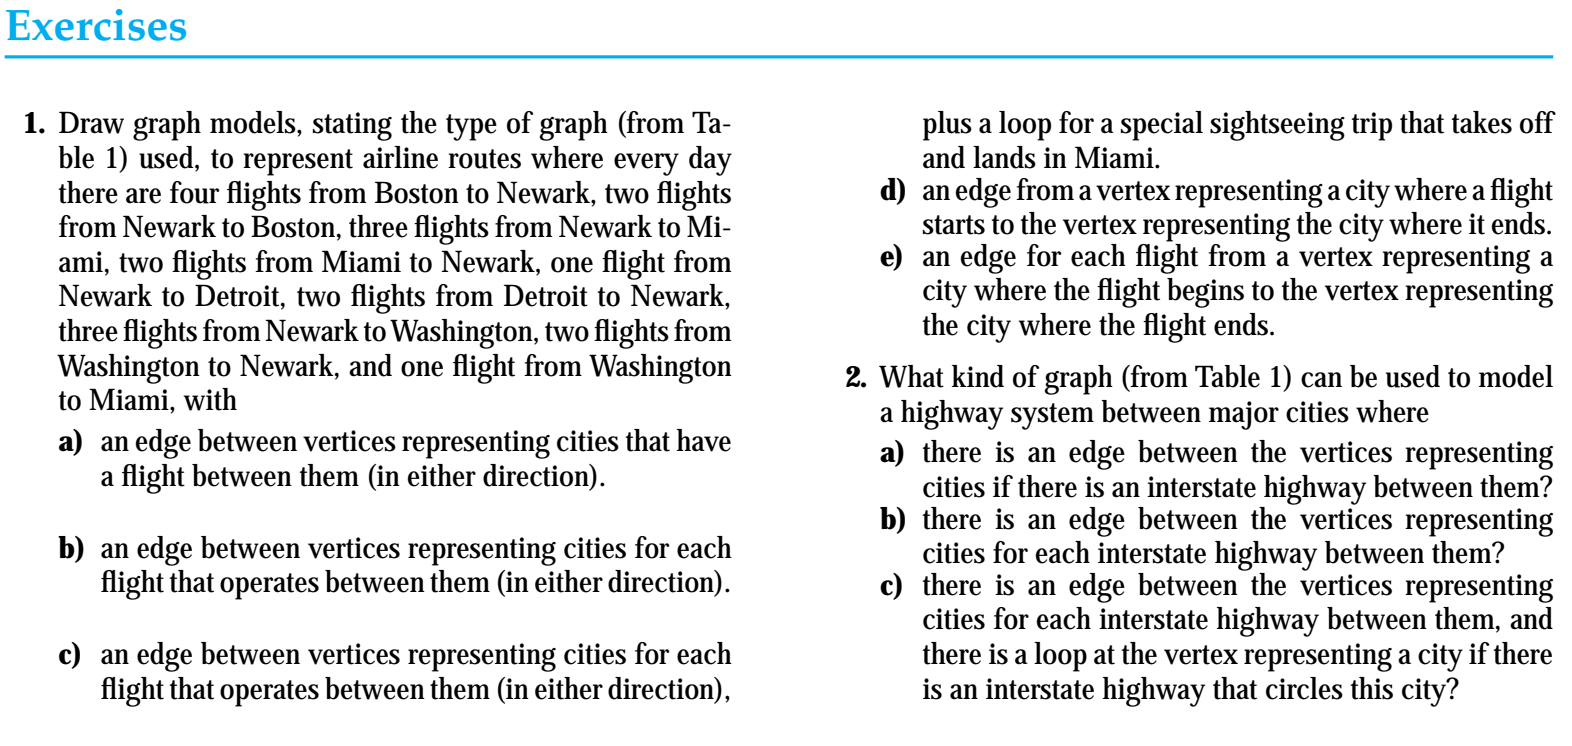 Exercises
1. Draw graph models, stating the type of graph (from Ta-
ble 1) used, to represent airline routes where every day
there are four flights from Boston to Newark, two flights
from Newark to Boston, three flights from Newark to Mi-
ami, two flights from Miami to Newark, one flight from
Newark to Detroit, two flights from Detroit to Newark,
three flights from Newark to Washington, two flights from
Washington to Newark, and one flight from Washington
to Miami, with
a) an edge between vertices representing cities that have
a flight between them (in either direction).
b) an edge between vertices representing cities for each
flight that operates between them (in either direction).
c) an edge between vertices representing cities for each
flight that operates between them (in either direction),
plus a loop for a special sightseeing trip that takes off
and lands in Miami.
d) an edge from a vertex representing a city where a flight
starts to the vertex representing the city where it ends.
e) an edge for each flight from a vertex representing a
city where the flight begins to the vertex representing
the city where the flight ends.
2. What kind of graph (from Table 1) can be used to model
a highway system between major cities where
a) there is an edge between the vertices representing
cities if there is an interstate highway between them?
b) there is an edge between the vertices representing
cities for each interstate highway between them?
c) there is an edge between the vertices representing
cities for each interstate highway between them, and
there is a loop at the vertex representing a city if there
is an interstate highway that circles this city?